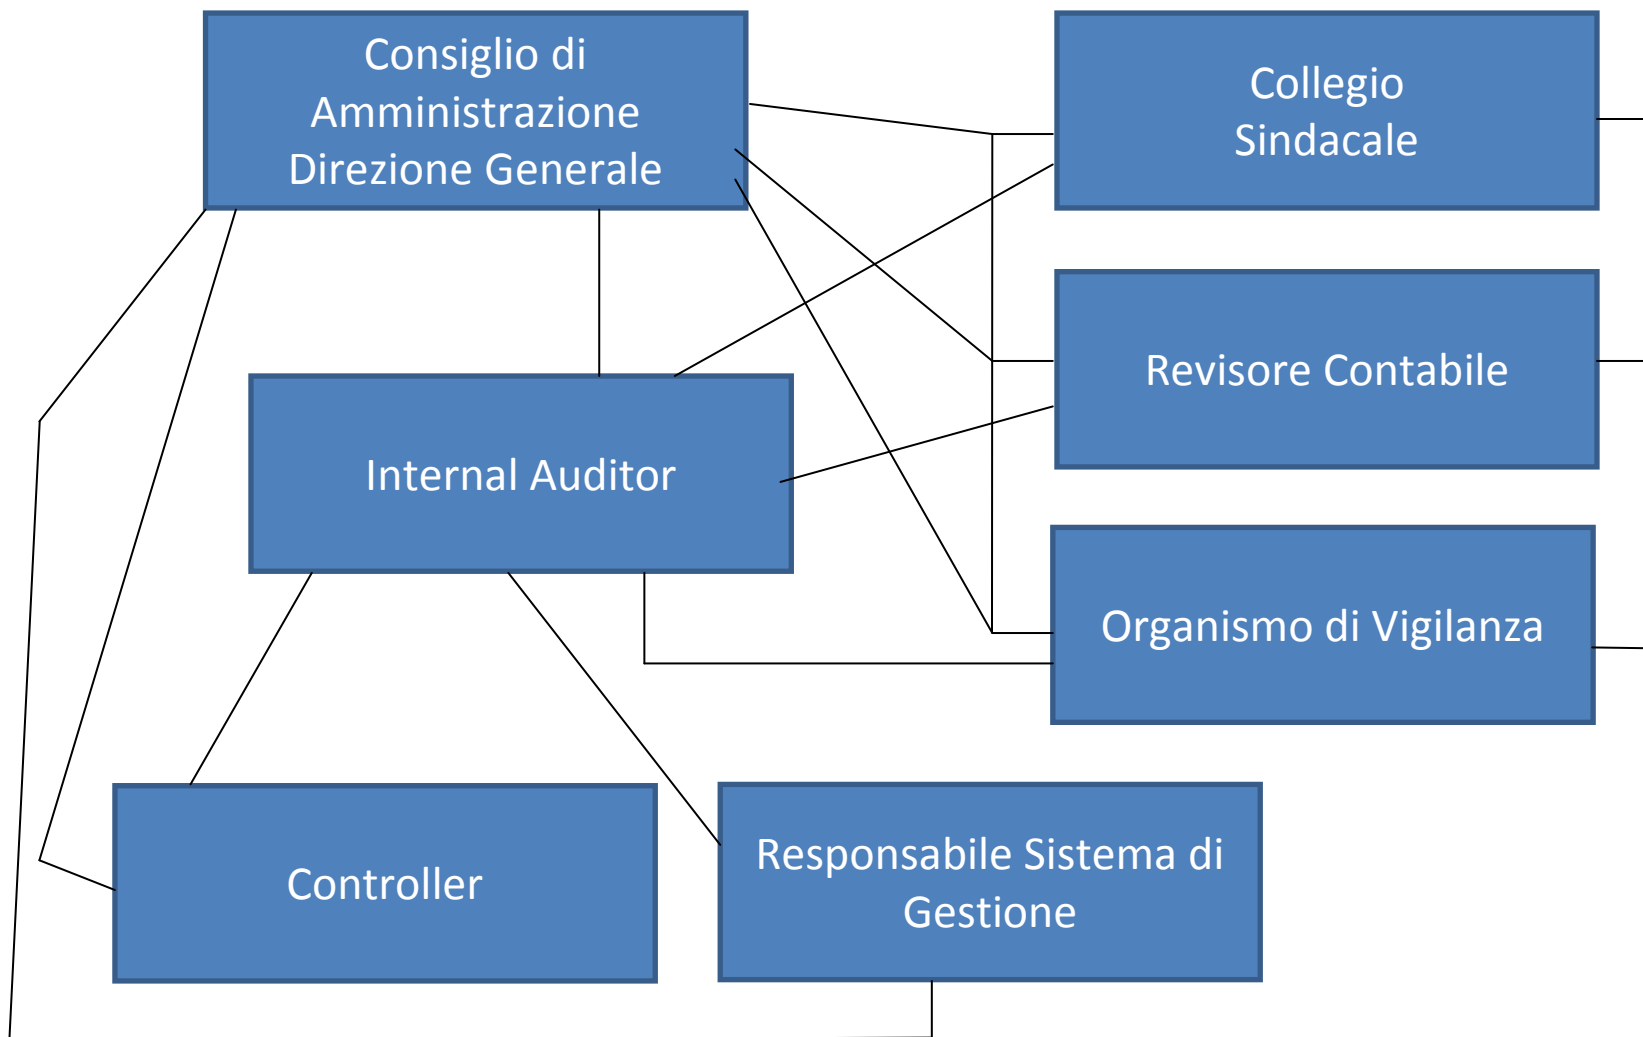 Consiglio di
Amministrazione
Direzione Generale
Collegio
Sindacale
Revisore Contabile
Internal Auditor
Organismo di Vigilanza
Controller
Responsabile Sistema di
Gestione